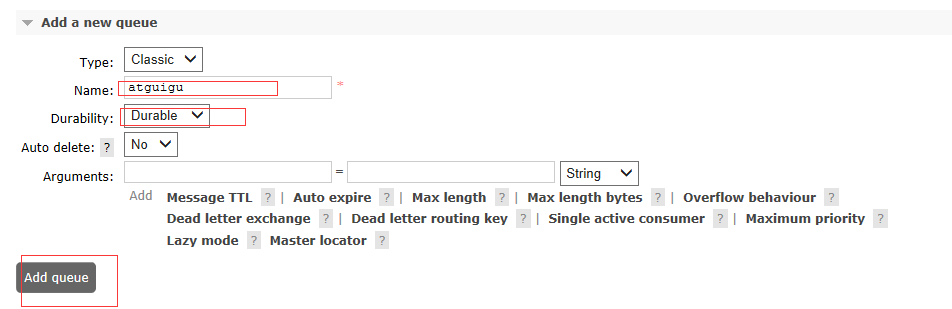 Add a new queue
Type: Classic
Name: atguigu *
Durability: Durable
Auto delete: ? No
Arguments: = String
Add Message TTL ? | Auto expire ? | Max length ? | Max length bytes ? | Overflow behaviour ?
Dead letter exchange ? | Dead letter routing key ? | Single active consumer ? | Maximum priority ?
Lazy mode ? Master locator ?
Add queue